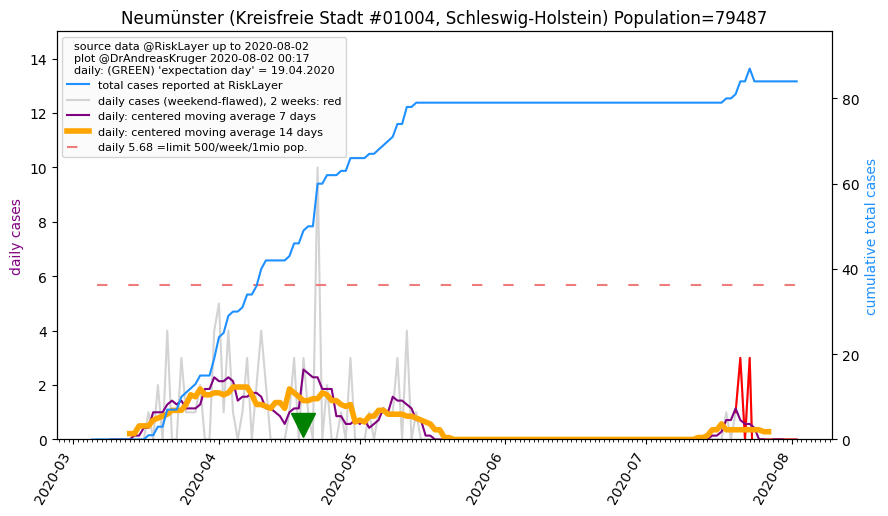 Neumünster (Kreisfreie Stadt #01004, Schleswig-Holstein) Population=79487
source data @RiskLayer up to 2020-08-02
plot @DrAndreasKruger 2020-08-02 00:17
daily: (GREEN) 'expectation day' = 19.04.2020
total cases reported at RiskLayer
daily cases (weekend-flawed), 2 weeks: red
daily: centered moving average 7 days
daily: centered moving average 14 days
daily 5.68 =limit 500/week/1mio pop.
daily cases
14
12
10
8
6
4
2
0
80
60
40
20
0
cumulative total cases
2020-03
2020-04
2020-05
2020-06
2020-07
2020-08